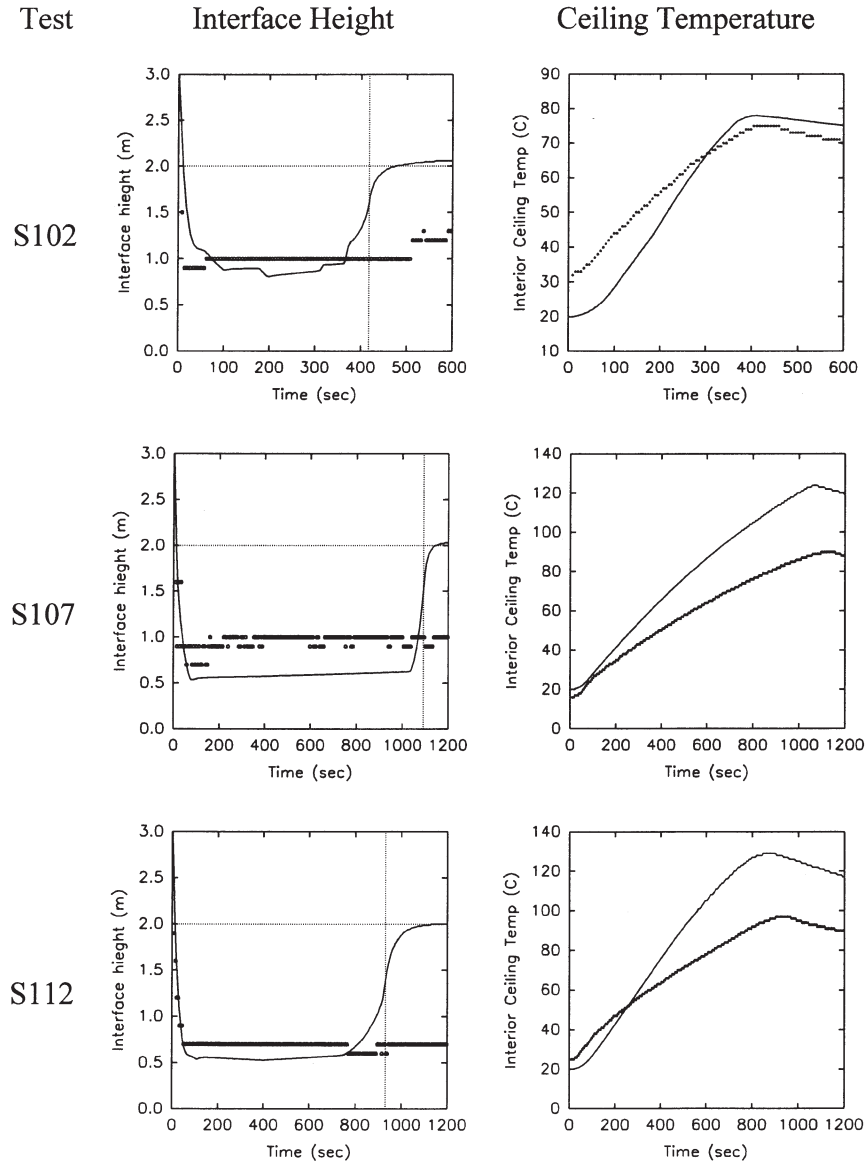 Test Interface Height Ceiling Temperature
S102
Interface hieght (m)
3.0
2.5
2.0
1.5
1.0
0.5
0.0
0 100 200 300 400 500 600
Time (sec)
Interior Ceiling Temp (C)
90
80
70
60
50
40
30
20
10
0 100 200 300 400 500 600
Time (sec)
S107
Interface hieght (m)
3.0
2.5
2.0
1.5
1.0
0.5
0.0
0 200 400 600 800 1000 1200
Time (sec)
Interior Ceiling Temp (C)
140
120
100
80
60
40
20
0
0 200 400 600 800 1000 1200
Time (sec)
S112
Interface hieght (m)
3.0
2.5
2.0
1.5
1.0
0.5
0.0
0 200 400 600 800 1000 1200
Time (sec)
Interior Ceiling Temp (C)
140
120
100
80
60
40
20
0
0 200 400 600 800 1000 1200
Time (sec)